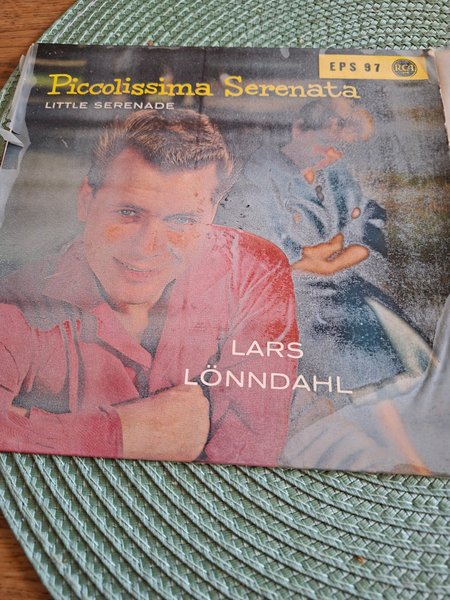 EPS 97 RCA
Piccolissima Serenata
LITTLE SERENADE
LARS
LÖNNDAHL